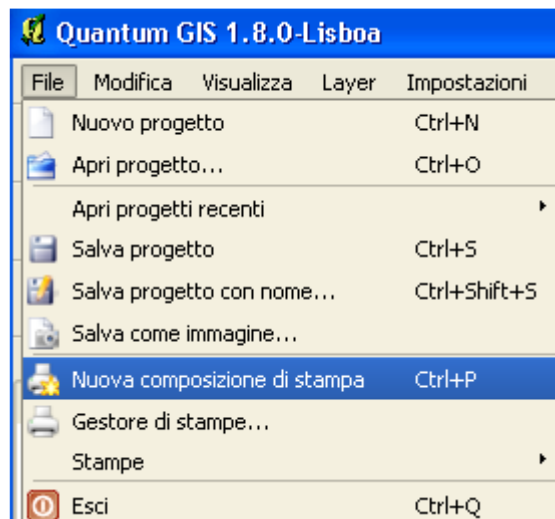 Quantum GIS 1.8.0-Lisboa
File Modifica Visualizza Layer Impostazioni
Nuovo progetto Ctrl+N
Apri progetto... Ctrl+O
Apri progetti recenti
Salva progetto Ctrl+S
Salva progetto con nome... Ctrl+Shift+S
Salva come immagine...
Nuova composizione di stampa Ctrl+P
Gestore di stampe...
Stampe
Esci Ctrl+Q